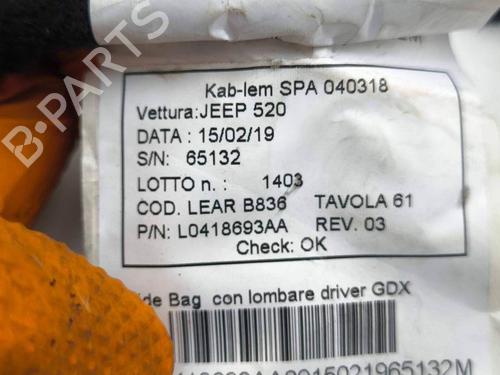 Kab-lem SPA 040318
Vettura:JEEP 520
DATA : 15/02/19
S/N: 65132
LOTTO n. : 1403
COD. LEAR B836 TAVOLA 61
P/N: L0418693AA REV. 03
Check: OK
Bag con lombare driver GDX
B-PARTS